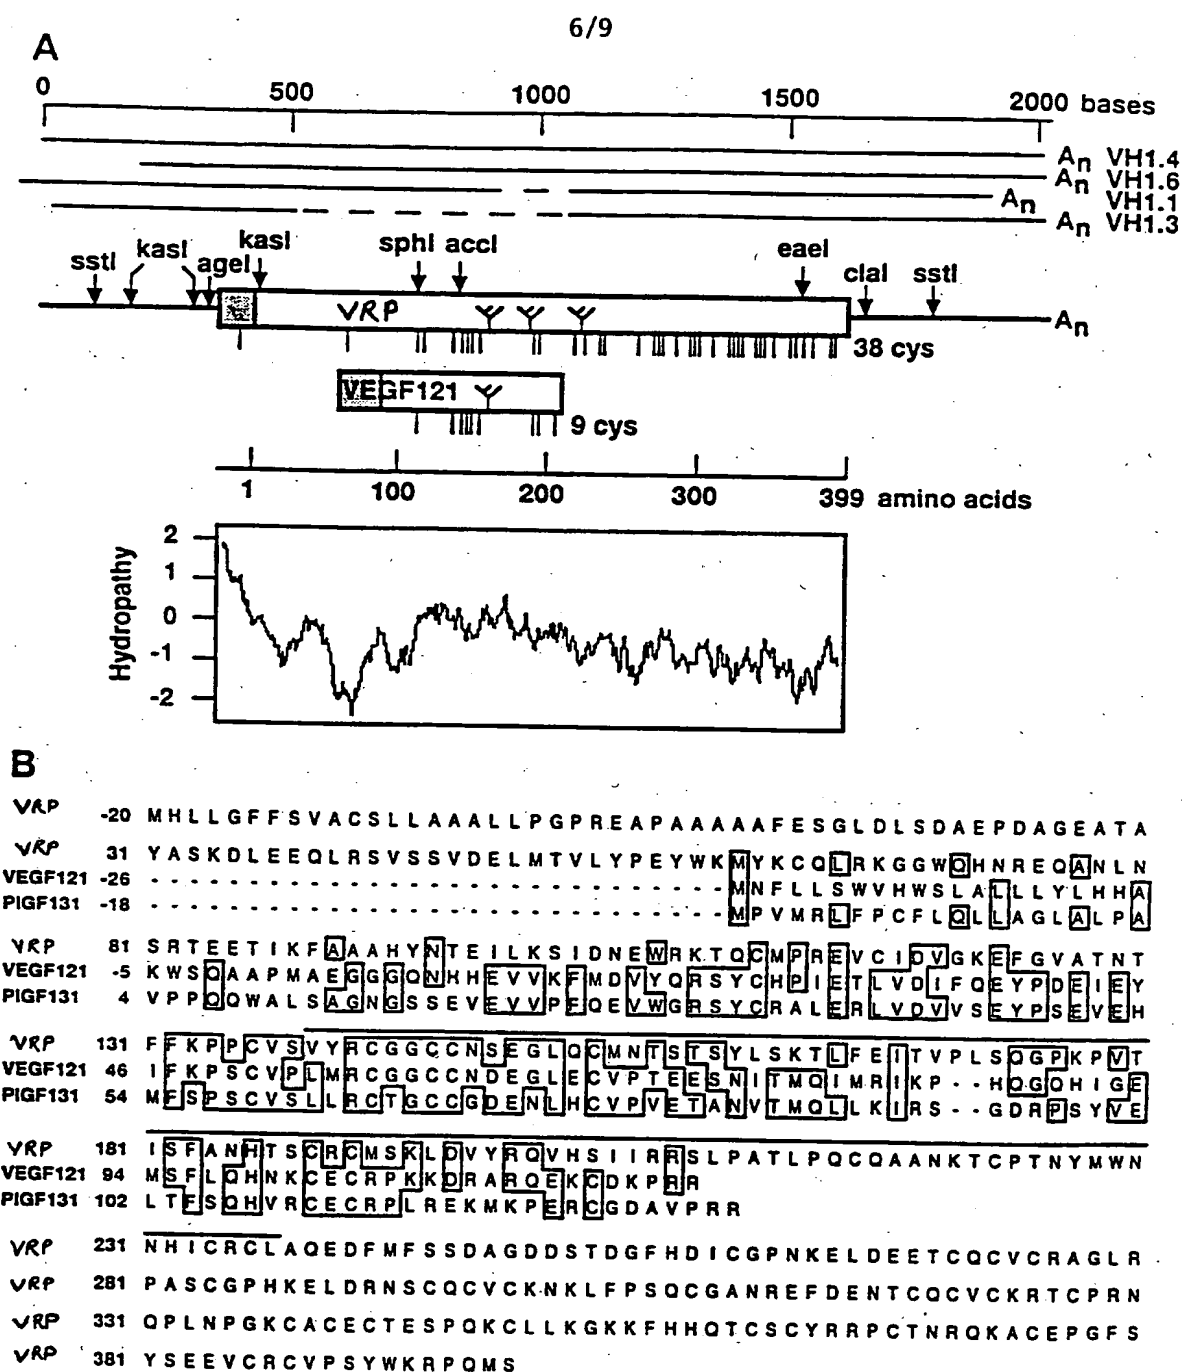 6/9
A
0 500 1000 1500 2000 bases
An VH1.4
An VH1.6
An VH1.1
An VH1.3
sstI kasI ageI kasI sphI accI eaeI claI sstI
VRP An
38 cys
VEGF121
9 cys
1 100 200 300 399 amino acids
Hydropathy
2
1
0
-1
-2
B
VRP -20 MHLLGFFSVACSLLAAALLPGPREAPAAAAAFESGLDLSDAEPDAGEATA
VRP 31 YASKDLEEQLRSVSSVDELMTVLYPEYWKMYKCQLRKGGWQHNREQANLN
VEGF121 -26 - - - - - - - - - - - - - - - - - - - - - - - - - - - - - MNFLLSWVHWSLALLLYLHHA
PlGF131 -18 - - - - - - - - - - - - - - - - - - - - - - - - - - - - - MPVMRLFPCFLQLLAGLALPA
VRP 81 SRTEETIKFAAAHYNTEILKSIDNEWRKTQCMPREVCIDVGKEFGVATNT
VEGF121 -5 KWSQAAPMAEGGGQNHHEVVKFMDVYQRSYCHPIETLVDIFQEYPDEIEY
PlGF131 4 VPPQQWALSAGNGSSEVEVVPFQEVWGRSYCRALERLVDVVSEYPSEVEH
VRP 131 FFKPPCVSVYRCGGCCNSEGLQCMNTSTSYLSKTLFEITVPLSQGPKPVT
VEGF121 46 IFKPSCVPLMRCGGCCNDEGLECVPTEESNITMQIMRIKP--HQGQHIGE
PlGF131 54 MFSPSCVSLLRCTGCCGDENLHCVPVETANVTMQLLKIRS--GDRPSYVE
VRP 181 ISFANHTSCRCMSKLDVYRQVHSIIRRSLPATLPQCQAANKTCPTNYMWN
VEGF121 94 MSFLQHNKCECRPKKDRARQEKCDKPRR
PlGF131 102 LTFSQHVRCECRPLREKMKPERCGDAVPRR
VRP 231 NHICRCLAQEDFMFSSDAGDDSTDGFHDICGPNKELDEETCQCVCRAGLR
VRP 281 PASCGPHKELDRNSCQCVCKNKLFPSQCGANREFDENTCQCVCKRTCPRN
VRP 331 QPLNPGKCACECTESPQKCLLKGKKFHHQTCSCYRRPCTNRQKACEPGFS
VRP 381 YSEEVCRCVPSYWKRPQMS